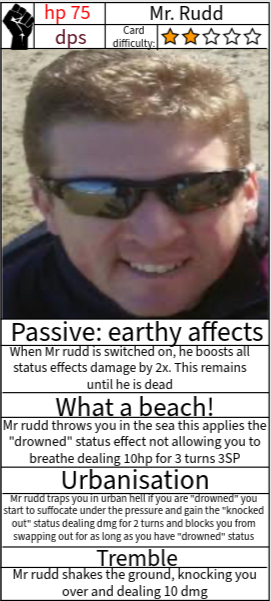 hp 75
Mr. Rudd
dps
Card
difficulty:
Passive: earthy affects
When Mr rudd is switched on, he boosts all
status effects damage by 2x. This remains
until he is dead
What a beach!
Mr rudd throws you in the sea this applies the
"drowned" status effect not allowing you to
breathe dealing 10hp for 3 turns 3SP
Urbanisation
Mr rudd traps you in urban hell if you are "drowned" you
start to suffocate under the pressure and gain the "knocked
out" status dealing dmg for 2 turns and blocks you from
swapping out for as long as you have "drowned" status
Tremble
Mr rudd shakes the ground, knocking you
over and dealing 10 dmg